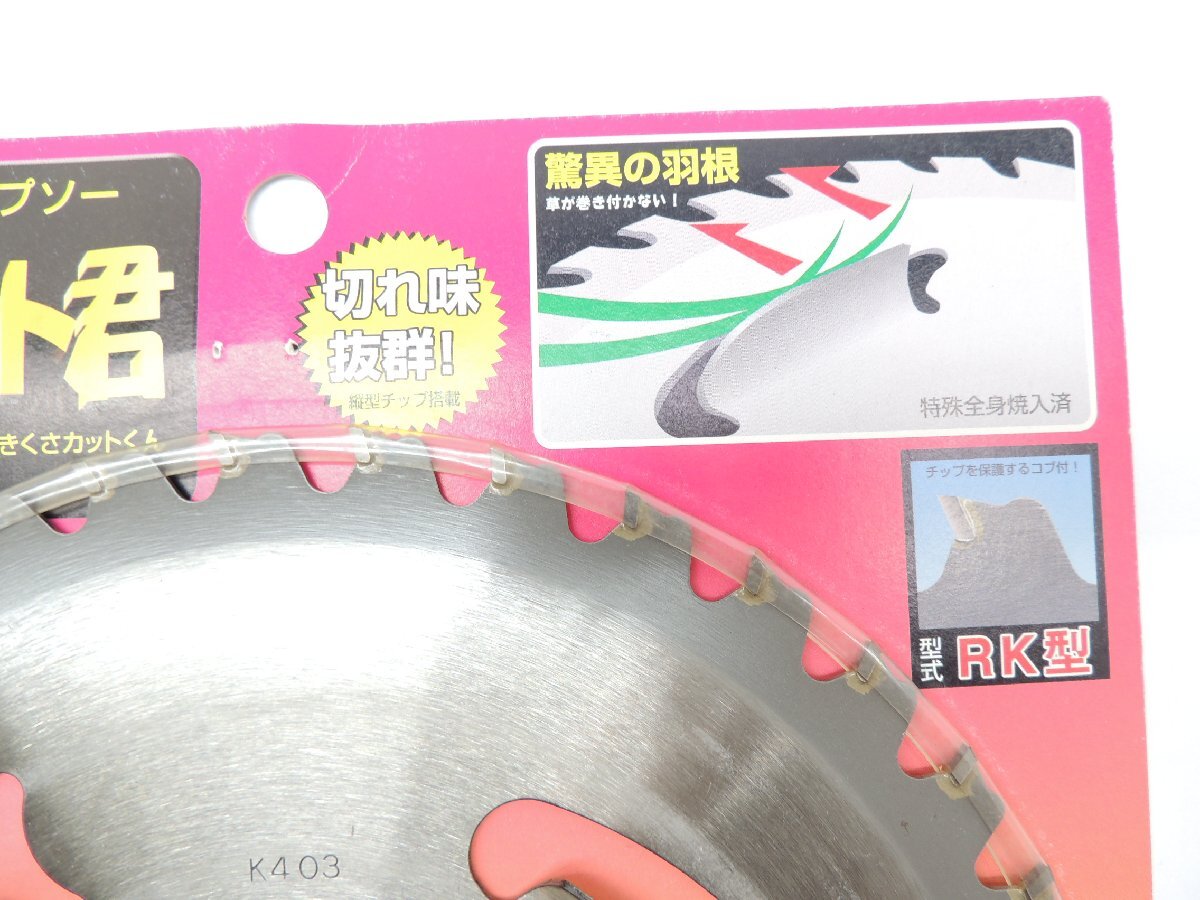 プソー
ト君
きくさカットくん
切れ味
抜群!
縦型チップ搭載
驚異の羽根
草が巻き付かない!
特殊全身焼入済
チップを保護するコブ付!
型式 RK型
K403